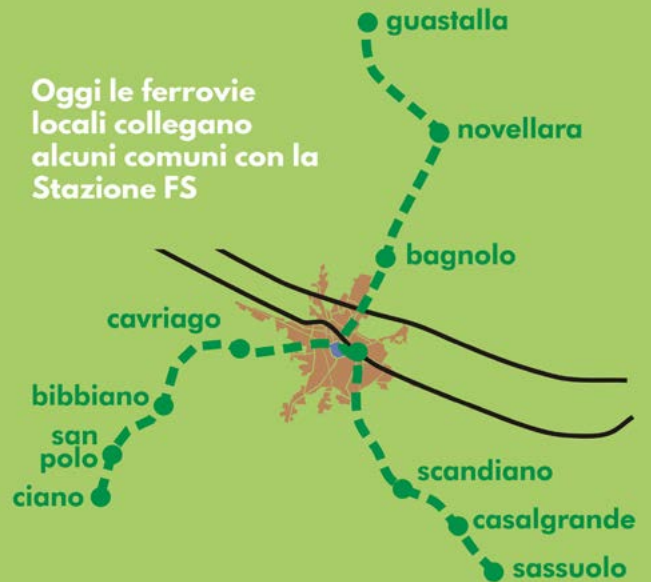 guastalla
Oggi le ferrovie
locali collegano
alcuni comuni con la
Stazione FS
novellara
bagnolo
cavriago
bibbiano
san
polo
ciano
scandiano
casalgrande
sassuolo